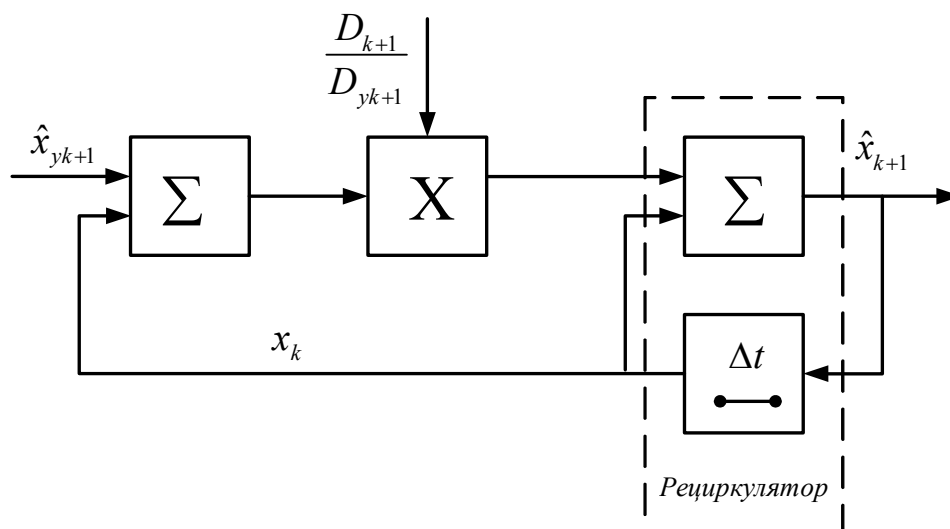 D_{k+1}
D_{yk+1}
x̂_{yk+1}
Σ
X
Σ
x̂_{k+1}
x_k
Δt
Рециркулятор